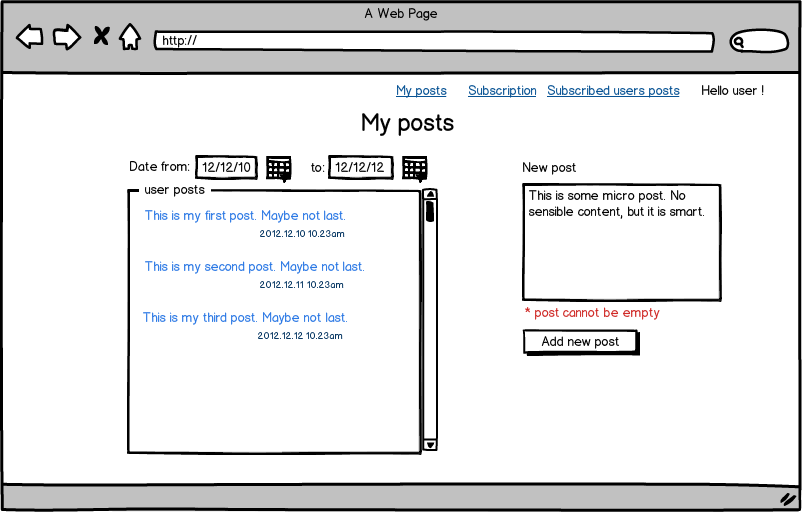 A Web Page
http://
My posts Subscription Subscribed users posts Hello user !
My posts
Date from: 12/12/10 to: 12/12/12
user posts
This is my first post. Maybe not last.
2012.12.10 10.23am
This is my second post. Maybe not last.
2012.12.11 10.23am
This is my third post. Maybe not last.
2012.12.12 10.23am
New post
This is some micro post. No
sensible content, but it is smart.
* post cannot be empty
Add new post